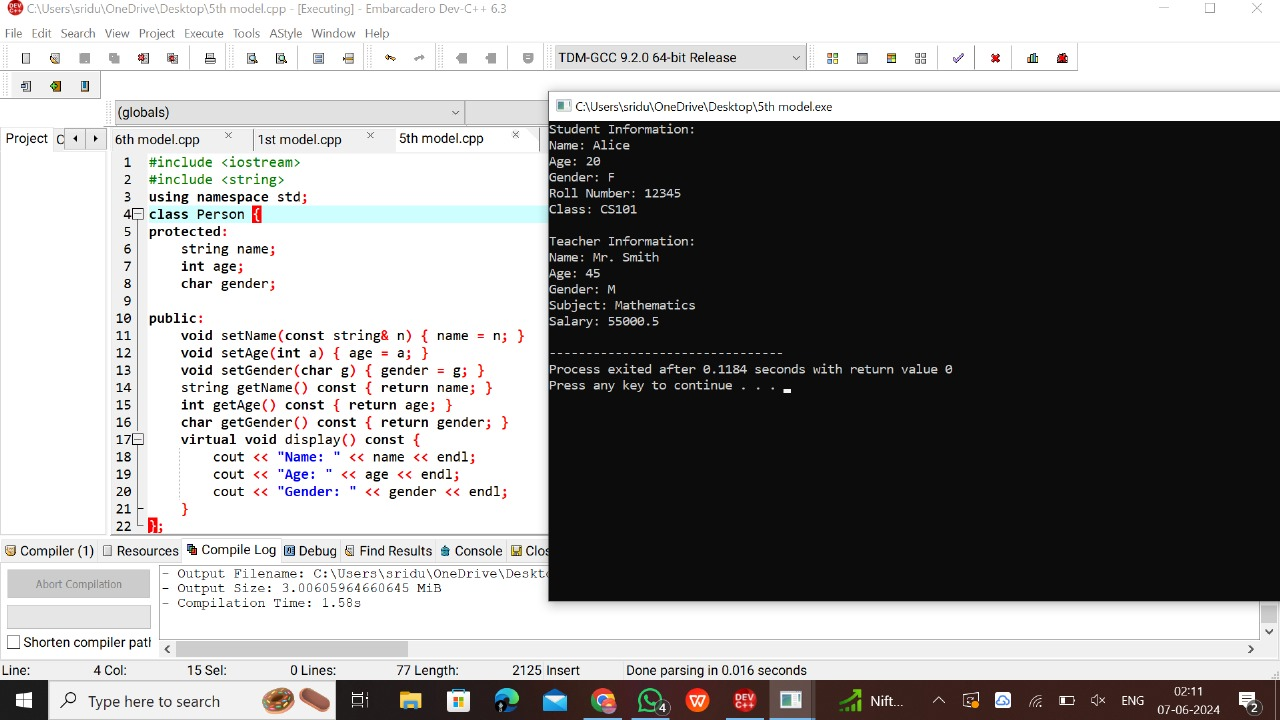 C:\Users\sridu\OneDrive\Desktop\5th model.cpp - [Executing] - Embarcadero Dev-C++ 6.3
File Edit Search View Project Execute Tools AStyle Window Help
TDM-GCC 9.2.0 64-bit Release
(globals)
Project C
6th model.cpp 1st model.cpp 5th model.cpp
1 #include <iostream>
2 #include <string>
3 using namespace std;
4 class Person {
5 protected:
6 string name;
7 int age;
8 char gender;
9
10 public:
11 void setName(const string& n) { name = n; }
12 void setAge(int a) { age = a; }
13 void setGender(char g) { gender = g; }
14 string getName() const { return name; }
15 int getAge() const { return age; }
16 char getGender() const { return gender; }
17 virtual void display() const {
18 cout << "Name: " << name << endl;
19 cout << "Age: " << age << endl;
20 cout << "Gender: " << gender << endl;
21 }
22 };
C:\Users\sridu\OneDrive\Desktop\5th model.exe
Student Information:
Name: Alice
Age: 20
Gender: F
Roll Number: 12345
Class: CS101
Teacher Information:
Name: Mr. Smith
Age: 45
Gender: M
Subject: Mathematics
Salary: 55000.5
--------------------------------
Process exited after 0.1184 seconds with return value 0
Press any key to continue . . .
Compiler (1) Resources Compile Log Debug Find Results Console Clos
Abort Compilation
Shorten compiler path
- Output Filename: C:\Users\sridu\OneDrive\Deskto
- Output Size: 3.00605964660645 MiB
- Compilation Time: 1.58s
Line: 4 Col: 15 Sel: 0 Lines: 77 Length: 2125 Insert Done parsing in 0.016 seconds
Type here to search
DEV C++
4
Nift...
ENG
02:11
07-06-2024
2